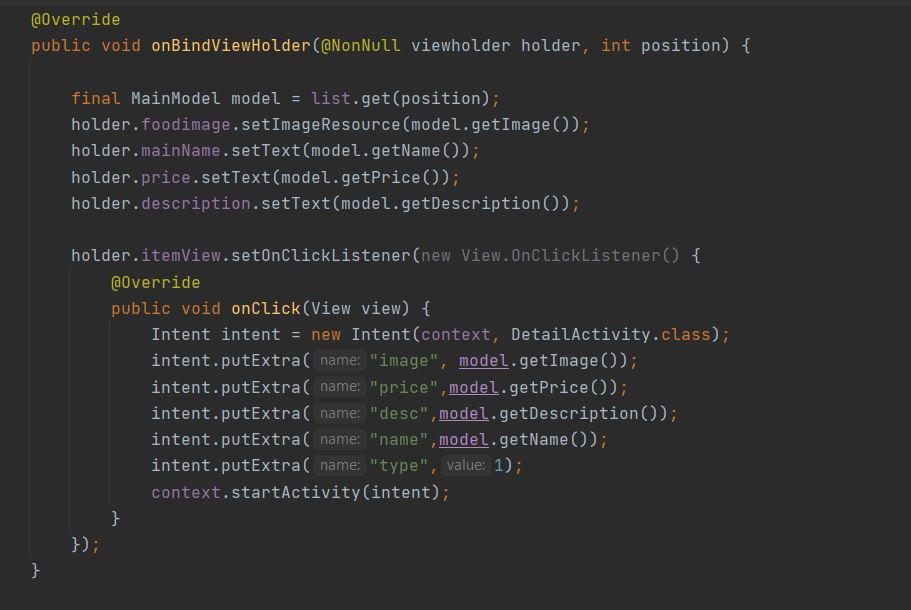 @Override
public void onBindViewHolder(@NonNull viewholder holder, int position) {
final MainModel model = list.get(position);
holder.foodimage.setImageResource(model.getImage());
holder.mainName.setText(model.getName());
holder.price.setText(model.getPrice());
holder.description.setText(model.getDescription());
holder.itemView.setOnClickListener(new View.OnClickListener() {
@Override
public void onClick(View view) {
Intent intent = new Intent(context, DetailActivity.class);
intent.putExtra( name: "image", model.getImage());
intent.putExtra( name: "price",model.getPrice());
intent.putExtra( name: "desc",model.getDescription());
intent.putExtra( name: "name",model.getName());
intent.putExtra( name: "type", value: 1);
context.startActivity(intent);
}
});
}